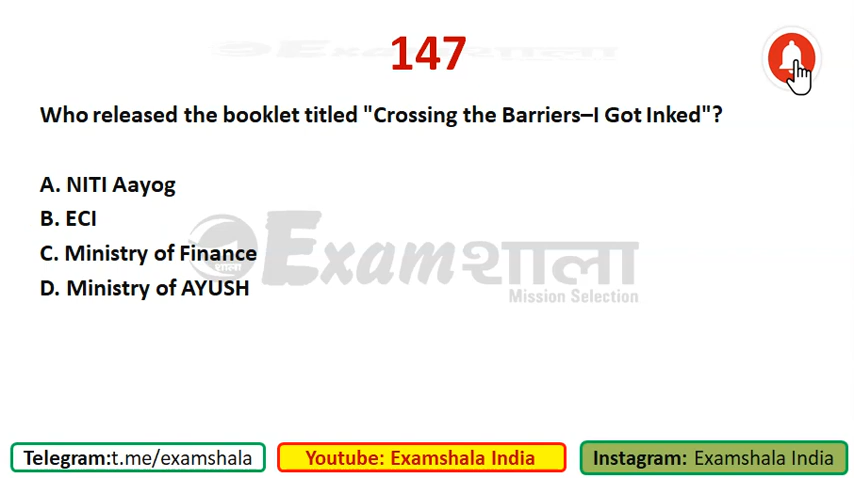 147
Who released the booklet titled "Crossing the Barriers–I Got Inked"?
A. NITI Aayog
B. ECI
C. Ministry of Finance
D. Ministry of AYUSH
शाला Examशाला
Mission Selection
Telegram:t.me/examshala Youtube: Examshala India Instagram: Examshala India